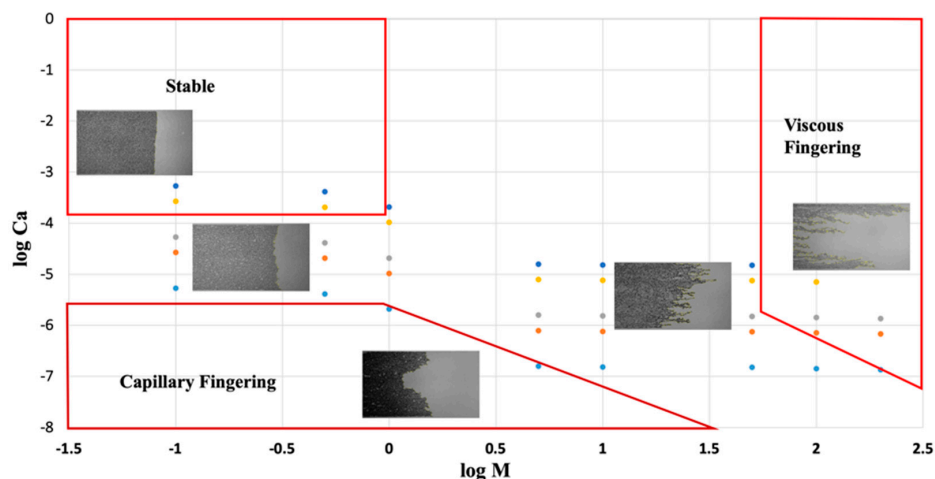 0
-1
-2
-3
-4
-5
-6
-7
-8
log Ca
Stable
Viscous
Fingering
Capillary Fingering
-1.5 -1 -0.5 0 0.5 1 1.5 2 2.5
log M